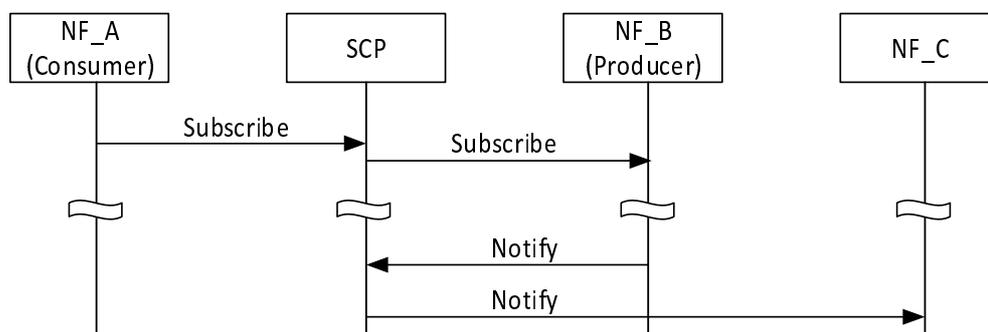 NF_A
(Consumer)
SCP
NF_B
(Producer)
NF_C
Subscribe
Subscribe
Notify
Notify